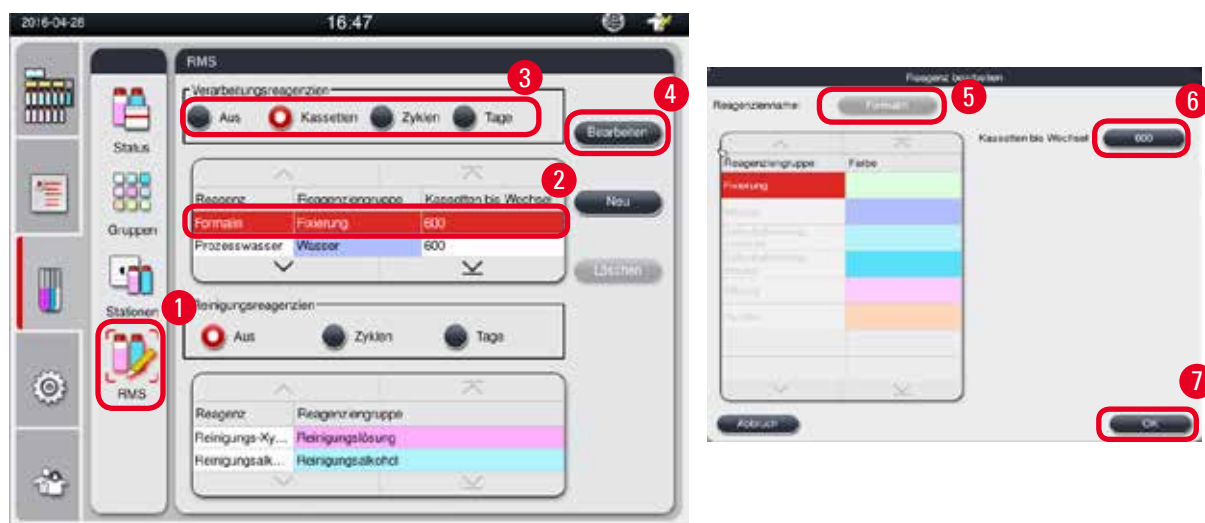 2016-04-26 16:47
RMS
Verarbeitungsreagenzien
3
Aus Kassetten Zyklen Tage
4
Bearbeiten
Status
2
Reagenz Reagenziengruppe Kassetten bis Wechsel
Neu
Formalin Fixierung 600
Prozesswasser Wasser 600
Löschen
Gruppen
Stationen
1
Reinigungsreagenzien
Aus Zyklen Tage
RMS
Reagenz Reagenziengruppe
Reinigungs-Xy... Reinigungslösung
Reinigungsalk... Reinigungsalkohol
Reagenz bearbeiten
Reagenzienname: Formalin
5
6
Kassetten bis Wechsel 600
Reagenziengruppe Farbe
Fixierung
7
Abbruch OK